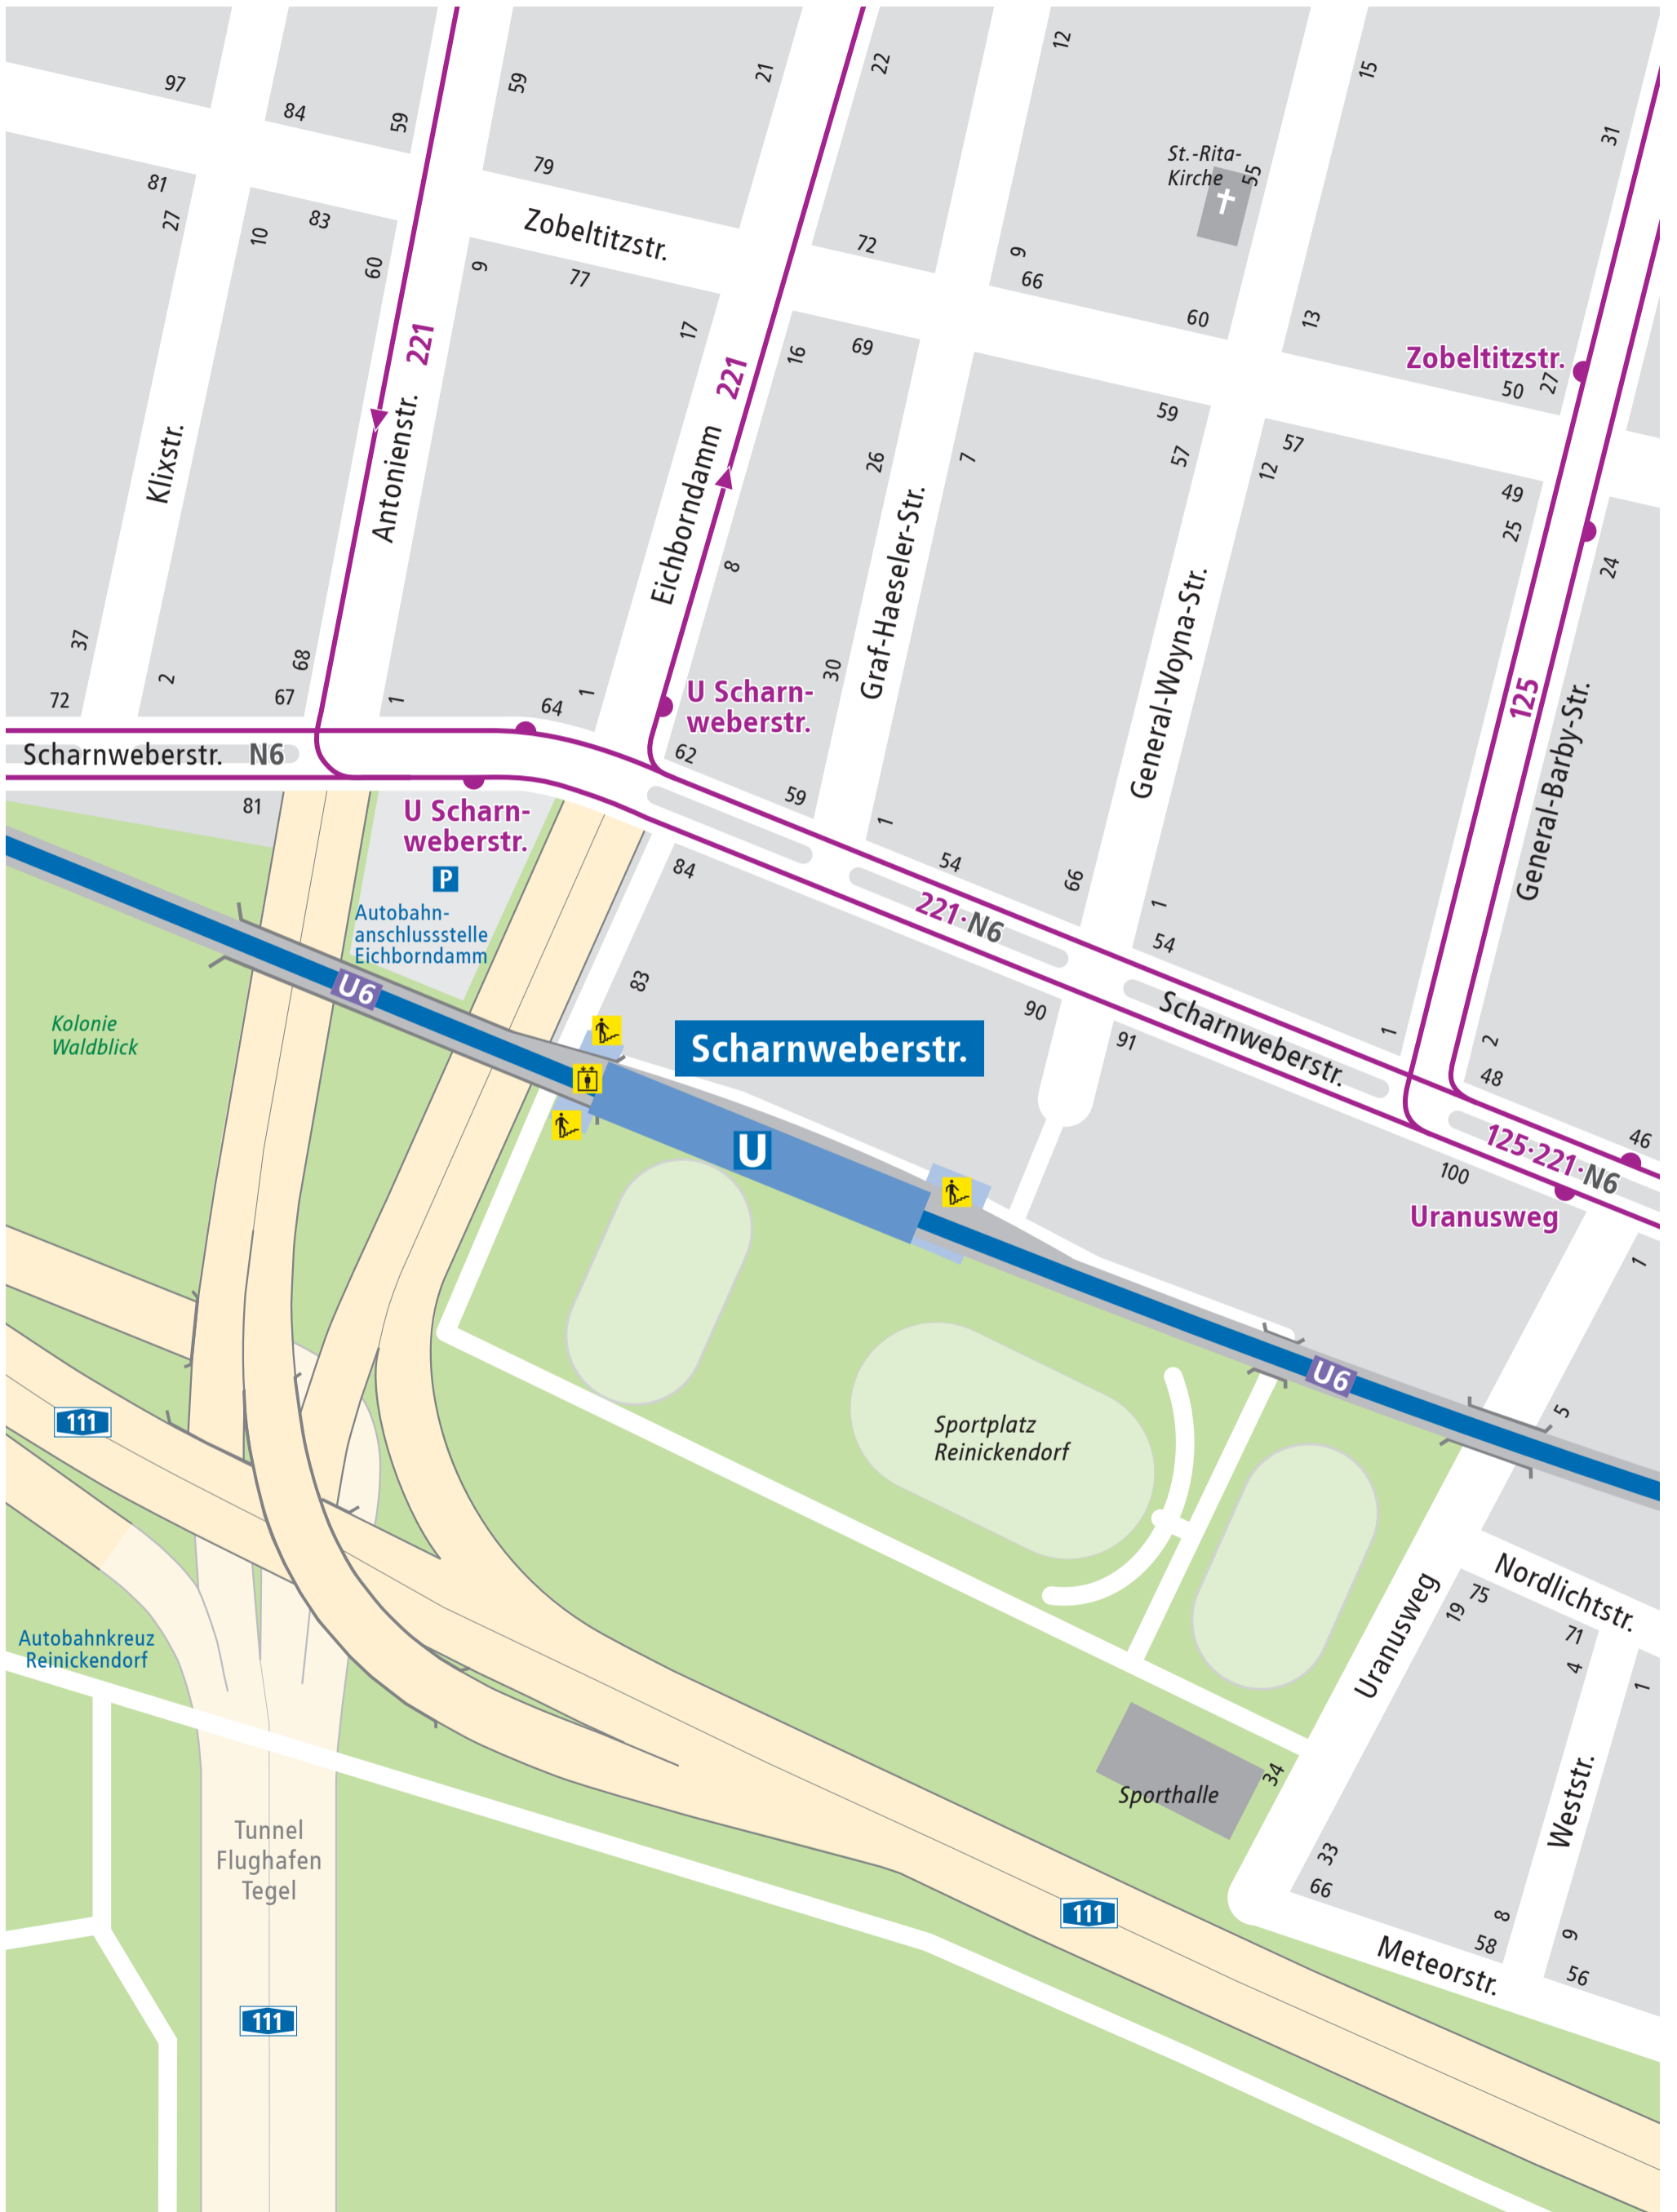 97
84
59
59
21
22
12
15
31
81
27
10
83
60
79
Zobeltitzstr.
9
77
17
16
72
69
9
66
St.-Rita-
Kirche
55
60
13
Zobeltitzstr.
50
27
221
221
Klixstr.
Antonienstr.
Eichborndamm
8
26
7
Graf-Haeseler-Str.
30
59
57
12
57
General-Woyna-Str.
49
25
24
125
General-Barby-Str.
37
2
68
72
67
1
64
1
U Scharn-
weberstr.
62
59
1
54
66
1
54
1
2
48
46
Scharnweberstr.
N6
81
U Scharn-
weberstr.
P
Autobahn-
anschlussstelle
Eichborndamm
84
83
221·N6
90
91
Scharnweberstr.
125·221·N6
100
Uranusweg
1
U6
Kolonie
Waldblick
Scharnweberstr.
U
U6
5
111
Sportplatz
Reinickendorf
Autobahnkreuz
Reinickendorf
Uranusweg
Nordlichtstr.
75
19
71
4
1
Weststr.
34
Sporthalle
33
66
8
58
9
56
Meteorstr.
Tunnel
Flughafen
Tegel
111
111